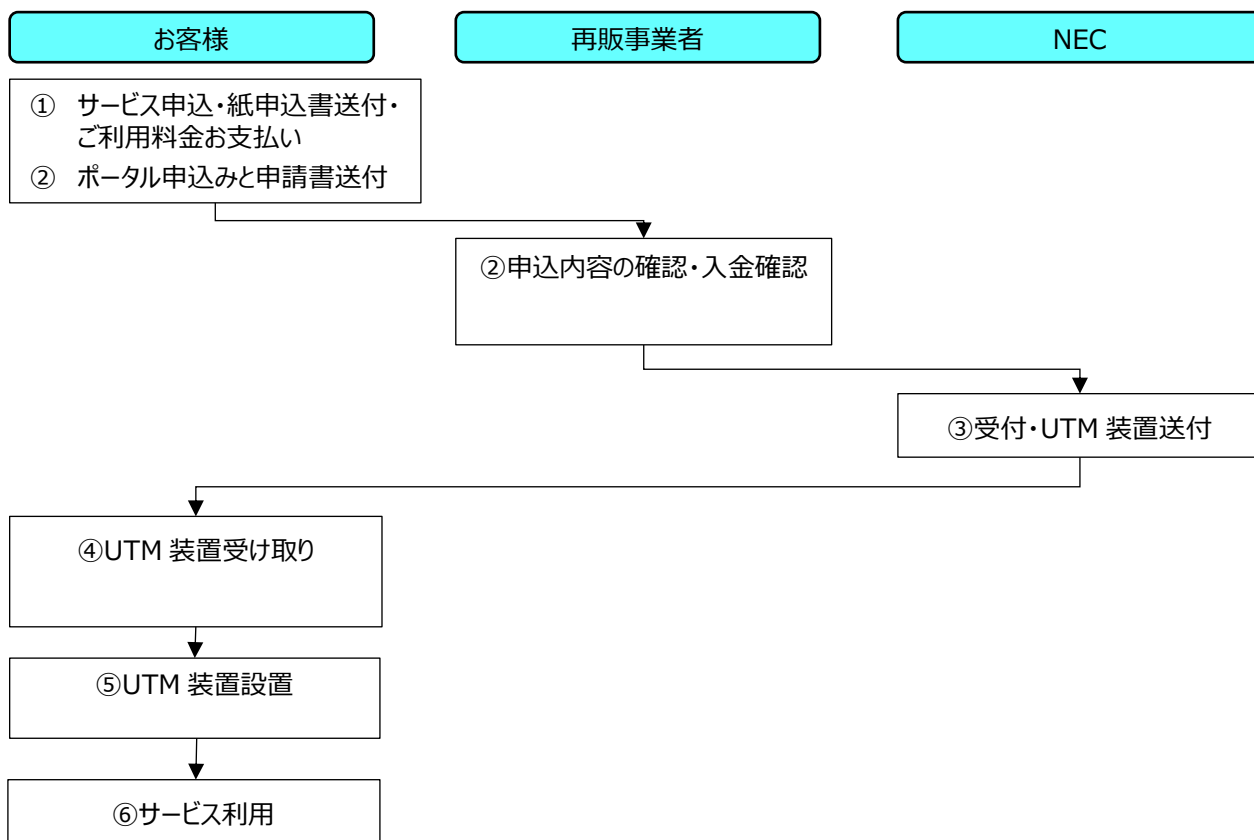 お客様
再販事業者
NEC
① サービス申込・紙申込書送付・
ご利用料金お支払い
② ポータル申込みと申請書送付
②申込内容の確認・入金確認
③受付・UTM 装置送付
④UTM 装置受け取り
⑤UTM 装置設置
⑥サービス利用